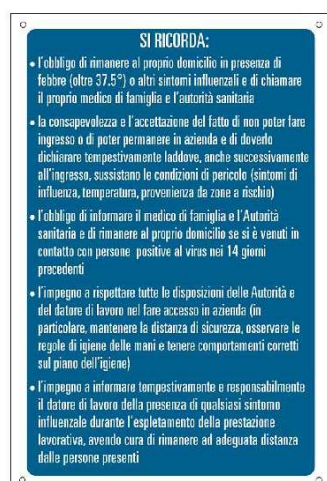 SI RICORDA:
• l'obbligo di rimanere al proprio domicilio in presenza di
febbre (oltre 37.5°) o altri sintomi influenzali e di chiamare
il proprio medico di famiglia e l'autorità sanitaria
• la consapevolezza e l'accettazione del fatto di non poter fare
ingresso o di poter permanere in azienda e di doverlo
dichiarare tempestivamente laddove, anche successivamente
all'ingresso, sussistano le condizioni di pericolo (sintomi di
influenza, temperatura, provenienza da zone a rischio)
• l'obbligo di informare il medico di famiglia e l'Autorità
sanitaria e di rimanere al proprio domicilio se si è venuti in
contatto con persone positive al virus nei 14 giorni
precedenti
• l'impegno a rispettare tutte le disposizioni delle Autorità e
del datore di lavoro nel fare accesso in azienda (in
particolare, mantenere la distanza di sicurezza, osservare le
regole di igiene delle mani e tenere comportamenti corretti
sul piano dell'igiene)
• l'impegno a informare tempestivamente e responsabilmente
il datore di lavoro della presenza di qualsiasi sintomo
influenzale durante l'espletamento della prestazione
lavorativa, avendo cura di rimanere ad adeguata distanza
dalle persone presenti